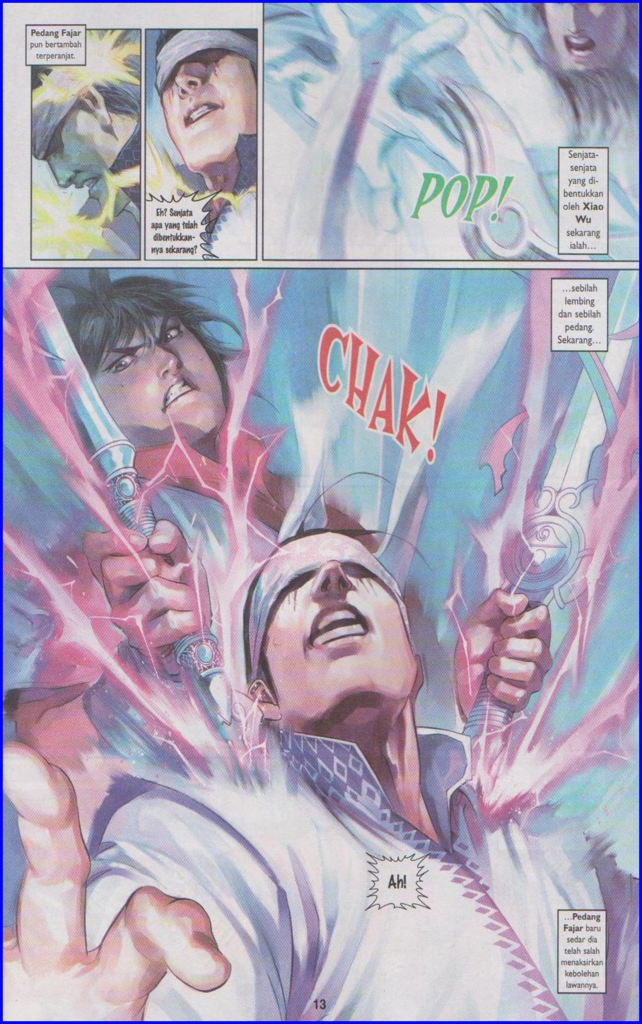 Pedang Fajar
pun bertambah
terperanjat.
Eh? Senjata
apa yang telah
dibentukkan-
nya sekarang?
POP!
Senjata-
senjata
yang di-
bentukkan
oleh Xiao
Wu
sekarang
ialah...
...sebilah
lembing
dan sebilah
pedang.
Sekarang...
CHAK!
Ah!
...Pedang
Fajar baru
sedar dia
telah salah
menaksirkan
kebolehan
lawannya.
13